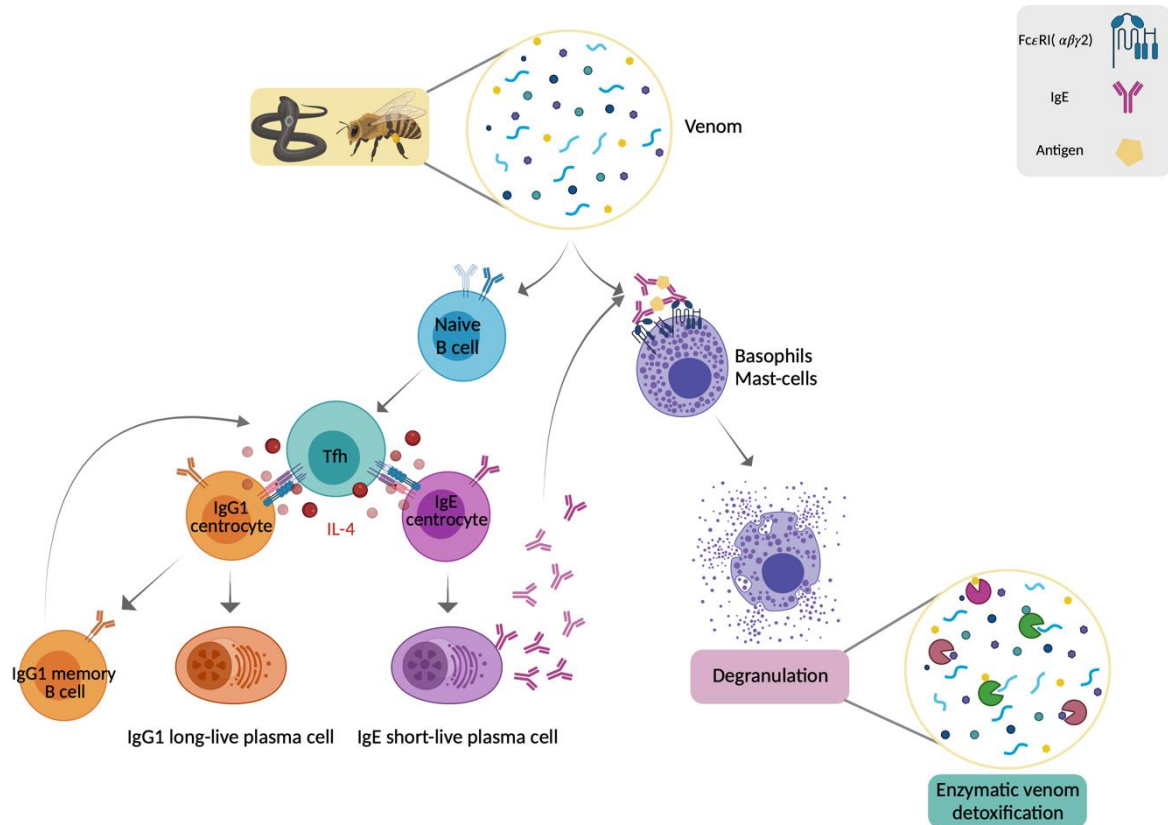 FcεRI( αβγ2)
IgE
Antigen
Venom
Naive
B cell
Basophils
Mast-cells
Tfh
IgG1
centrocyte
IL-4
IgE
centrocyte
IgG1 memory
B cell
Degranulation
IgG1 long-live plasma cell
IgE short-live plasma cell
Enzymatic venom
detoxification